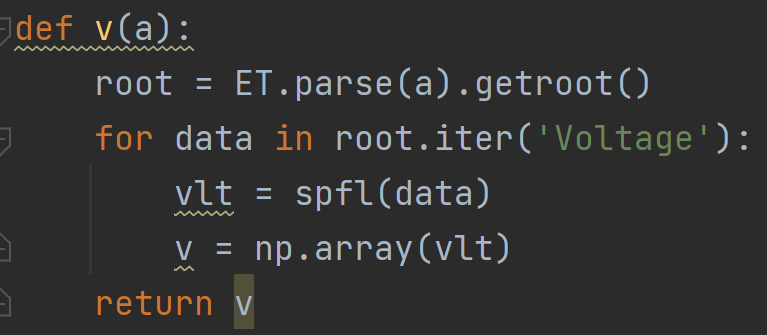 def v(a):
    root = ET.parse(a).getroot()
    for data in root.iter('Voltage'):
        vlt = spfl(data)
        v = np.array(vlt)
    return v